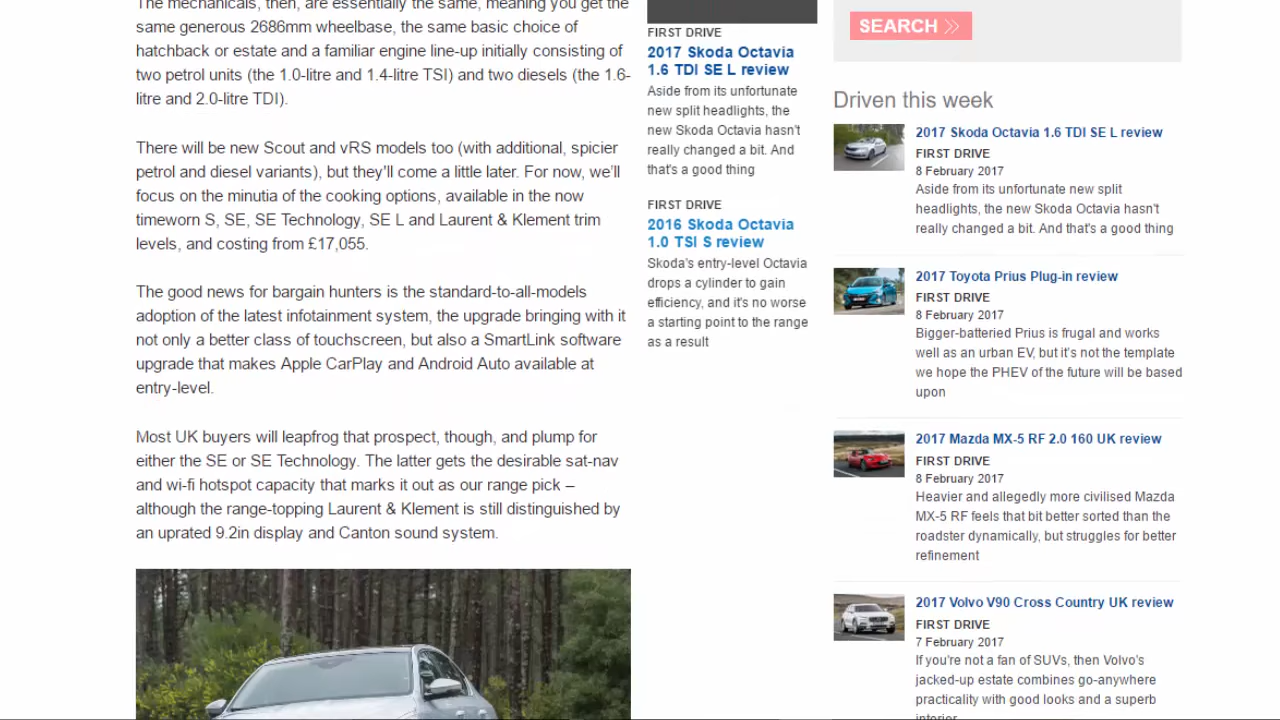 The mechanicals, then, are essentially the same, meaning you get the
same generous 2686mm wheelbase, the same basic choice of
hatchback or estate and a familiar engine line-up initially consisting of
two petrol units (the 1.0-litre and 1.4-litre TSI) and two diesels (the 1.6-
litre and 2.0-litre TDI).
There will be new Scout and vRS models too (with additional, spicier
petrol and diesel variants), but they'll come a little later. For now, we'll
focus on the minutia of the cooking options, available in the now
timeworn S, SE, SE Technology, SE L and Laurent & Klement trim
levels, and costing from £17,055.
The good news for bargain hunters is the standard-to-all-models
adoption of the latest infotainment system, the upgrade bringing with it
not only a better class of touchscreen, but also a SmartLink software
upgrade that makes Apple CarPlay and Android Auto available at
entry-level.
Most UK buyers will leapfrog that prospect, though, and plump for
either the SE or SE Technology. The latter gets the desirable sat-nav
and wi-fi hotspot capacity that marks it out as our range pick –
although the range-topping Laurent & Klement is still distinguished by
an uprated 9.2in display and Canton sound system.
FIRST DRIVE
2017 Skoda Octavia
1.6 TDI SE L review
Aside from its unfortunate
new split headlights, the
new Skoda Octavia hasn't
really changed a bit. And
that's a good thing
FIRST DRIVE
2016 Skoda Octavia
1.0 TSI S review
Skoda's entry-level Octavia
drops a cylinder to gain
efficiency, and it's no worse
a starting point to the range
as a result
SEARCH
Driven this week
2017 Skoda Octavia 1.6 TDI SE L review
FIRST DRIVE
8 February 2017
Aside from its unfortunate new split
headlights, the new Skoda Octavia hasn't
really changed a bit. And that's a good thing
2017 Toyota Prius Plug-in review
FIRST DRIVE
8 February 2017
Bigger-batteried Prius is frugal and works
well as an urban EV, but it's not the template
we hope the PHEV of the future will be based
upon
2017 Mazda MX-5 RF 2.0 160 UK review
FIRST DRIVE
8 February 2017
Heavier and allegedly more civilised Mazda
MX-5 RF feels that bit better sorted than the
roadster dynamically, but struggles for better
refinement
2017 Volvo V90 Cross Country UK review
FIRST DRIVE
7 February 2017
If you're not a fan of SUVs, then Volvo's
jacked-up estate combines go-anywhere
practicality with good looks and a superb
interior